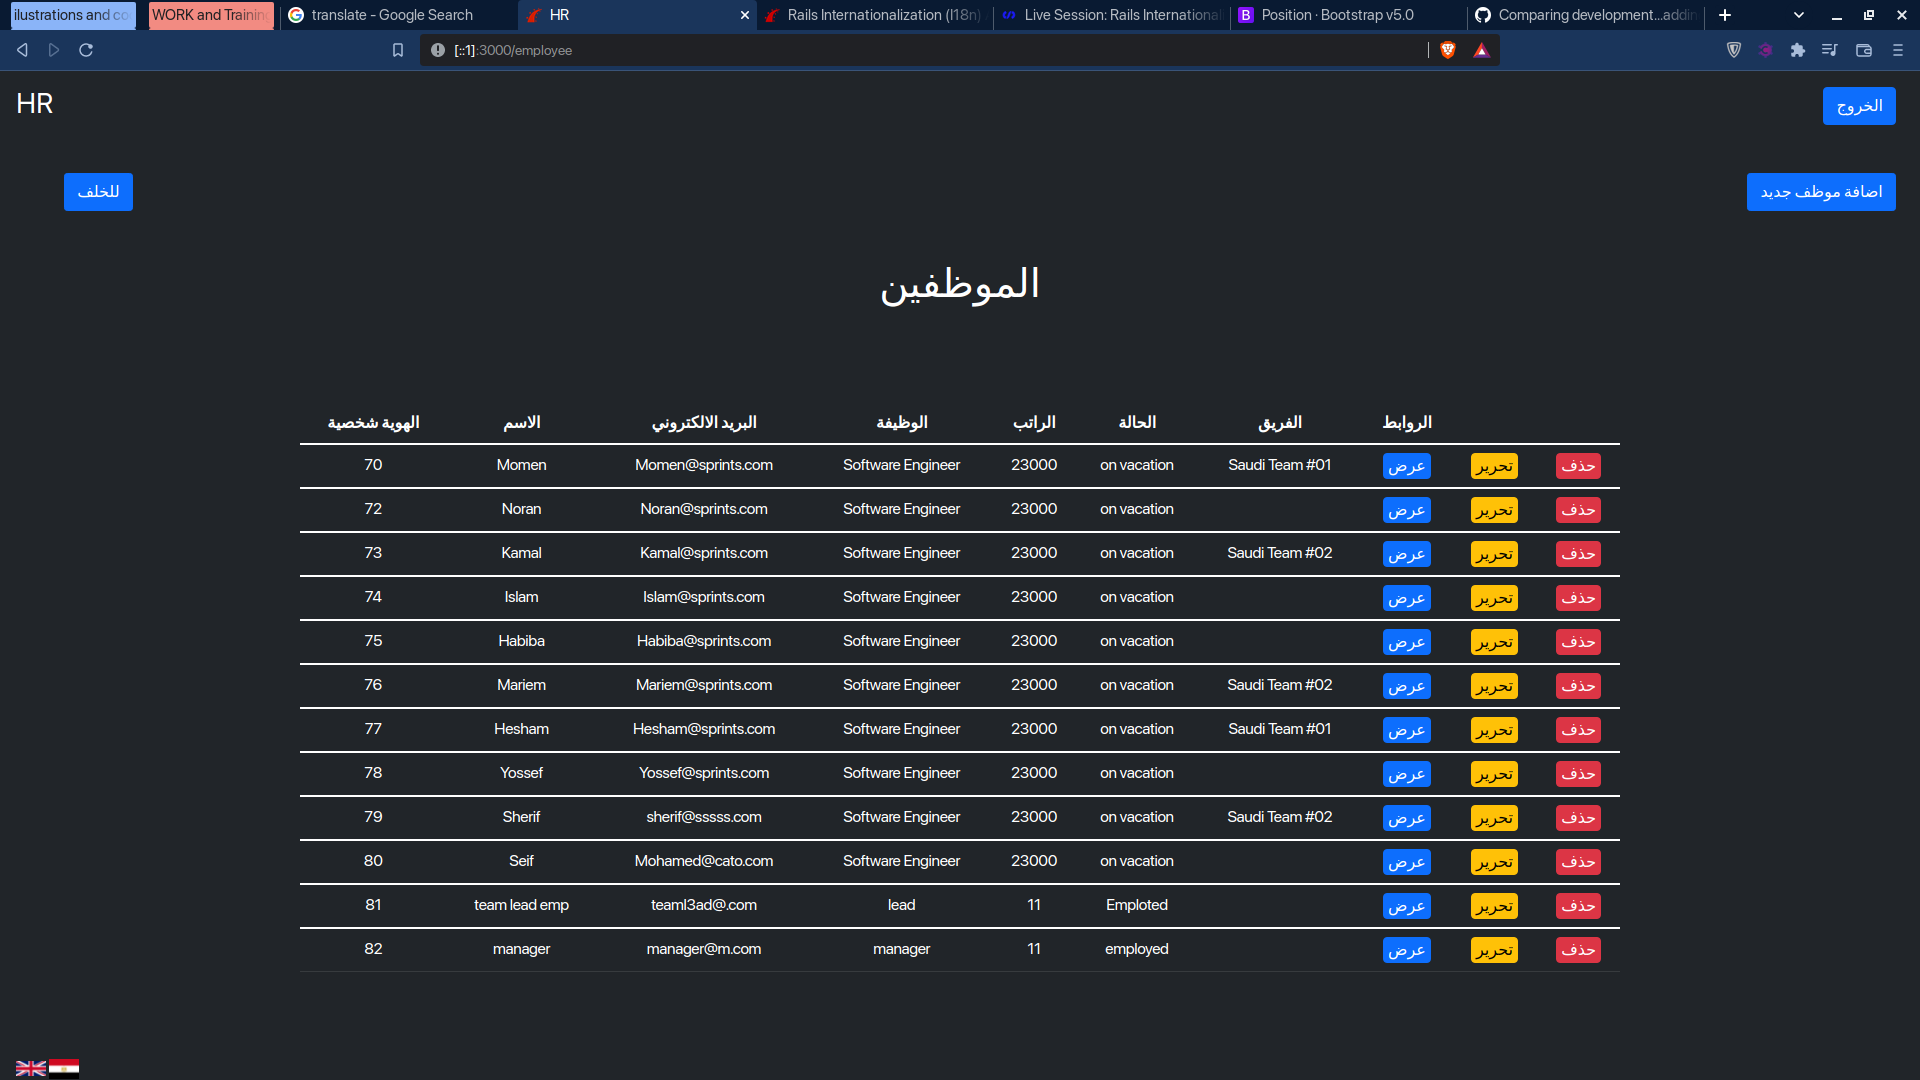 ilustrations and co
WORK and Training
translate - Google Search
HR
Rails Internationalization (I18n)
Live Session: Rails International
Position · Bootstrap v5.0
Comparing development...addin
[::1]:3000/employee
HR
الخروج
للخلف
اضافة موظف جديد
الموظفين
الهوية شخصية الاسم البريد الالكتروني الوظيفة الراتب الحالة الفريق الروابط
70 Momen Momen@sprints.com Software Engineer 23000 on vacation Saudi Team #01 عرض تحرير حذف
72 Noran Noran@sprints.com Software Engineer 23000 on vacation عرض تحرير حذف
73 Kamal Kamal@sprints.com Software Engineer 23000 on vacation Saudi Team #02 عرض تحرير حذف
74 Islam Islam@sprints.com Software Engineer 23000 on vacation عرض تحرير حذف
75 Habiba Habiba@sprints.com Software Engineer 23000 on vacation عرض تحرير حذف
76 Mariem Mariem@sprints.com Software Engineer 23000 on vacation Saudi Team #02 عرض تحرير حذف
77 Hesham Hesham@sprints.com Software Engineer 23000 on vacation Saudi Team #01 عرض تحرير حذف
78 Yossef Yossef@sprints.com Software Engineer 23000 on vacation عرض تحرير حذف
79 Sherif sherif@sssss.com Software Engineer 23000 on vacation Saudi Team #02 عرض تحرير حذف
80 Seif Mohamed@cato.com Software Engineer 23000 on vacation عرض تحرير حذف
81 team lead emp teaml3ad@.com lead 11 Emploted عرض تحرير حذف
82 manager manager@m.com manager 11 employed عرض تحرير حذف